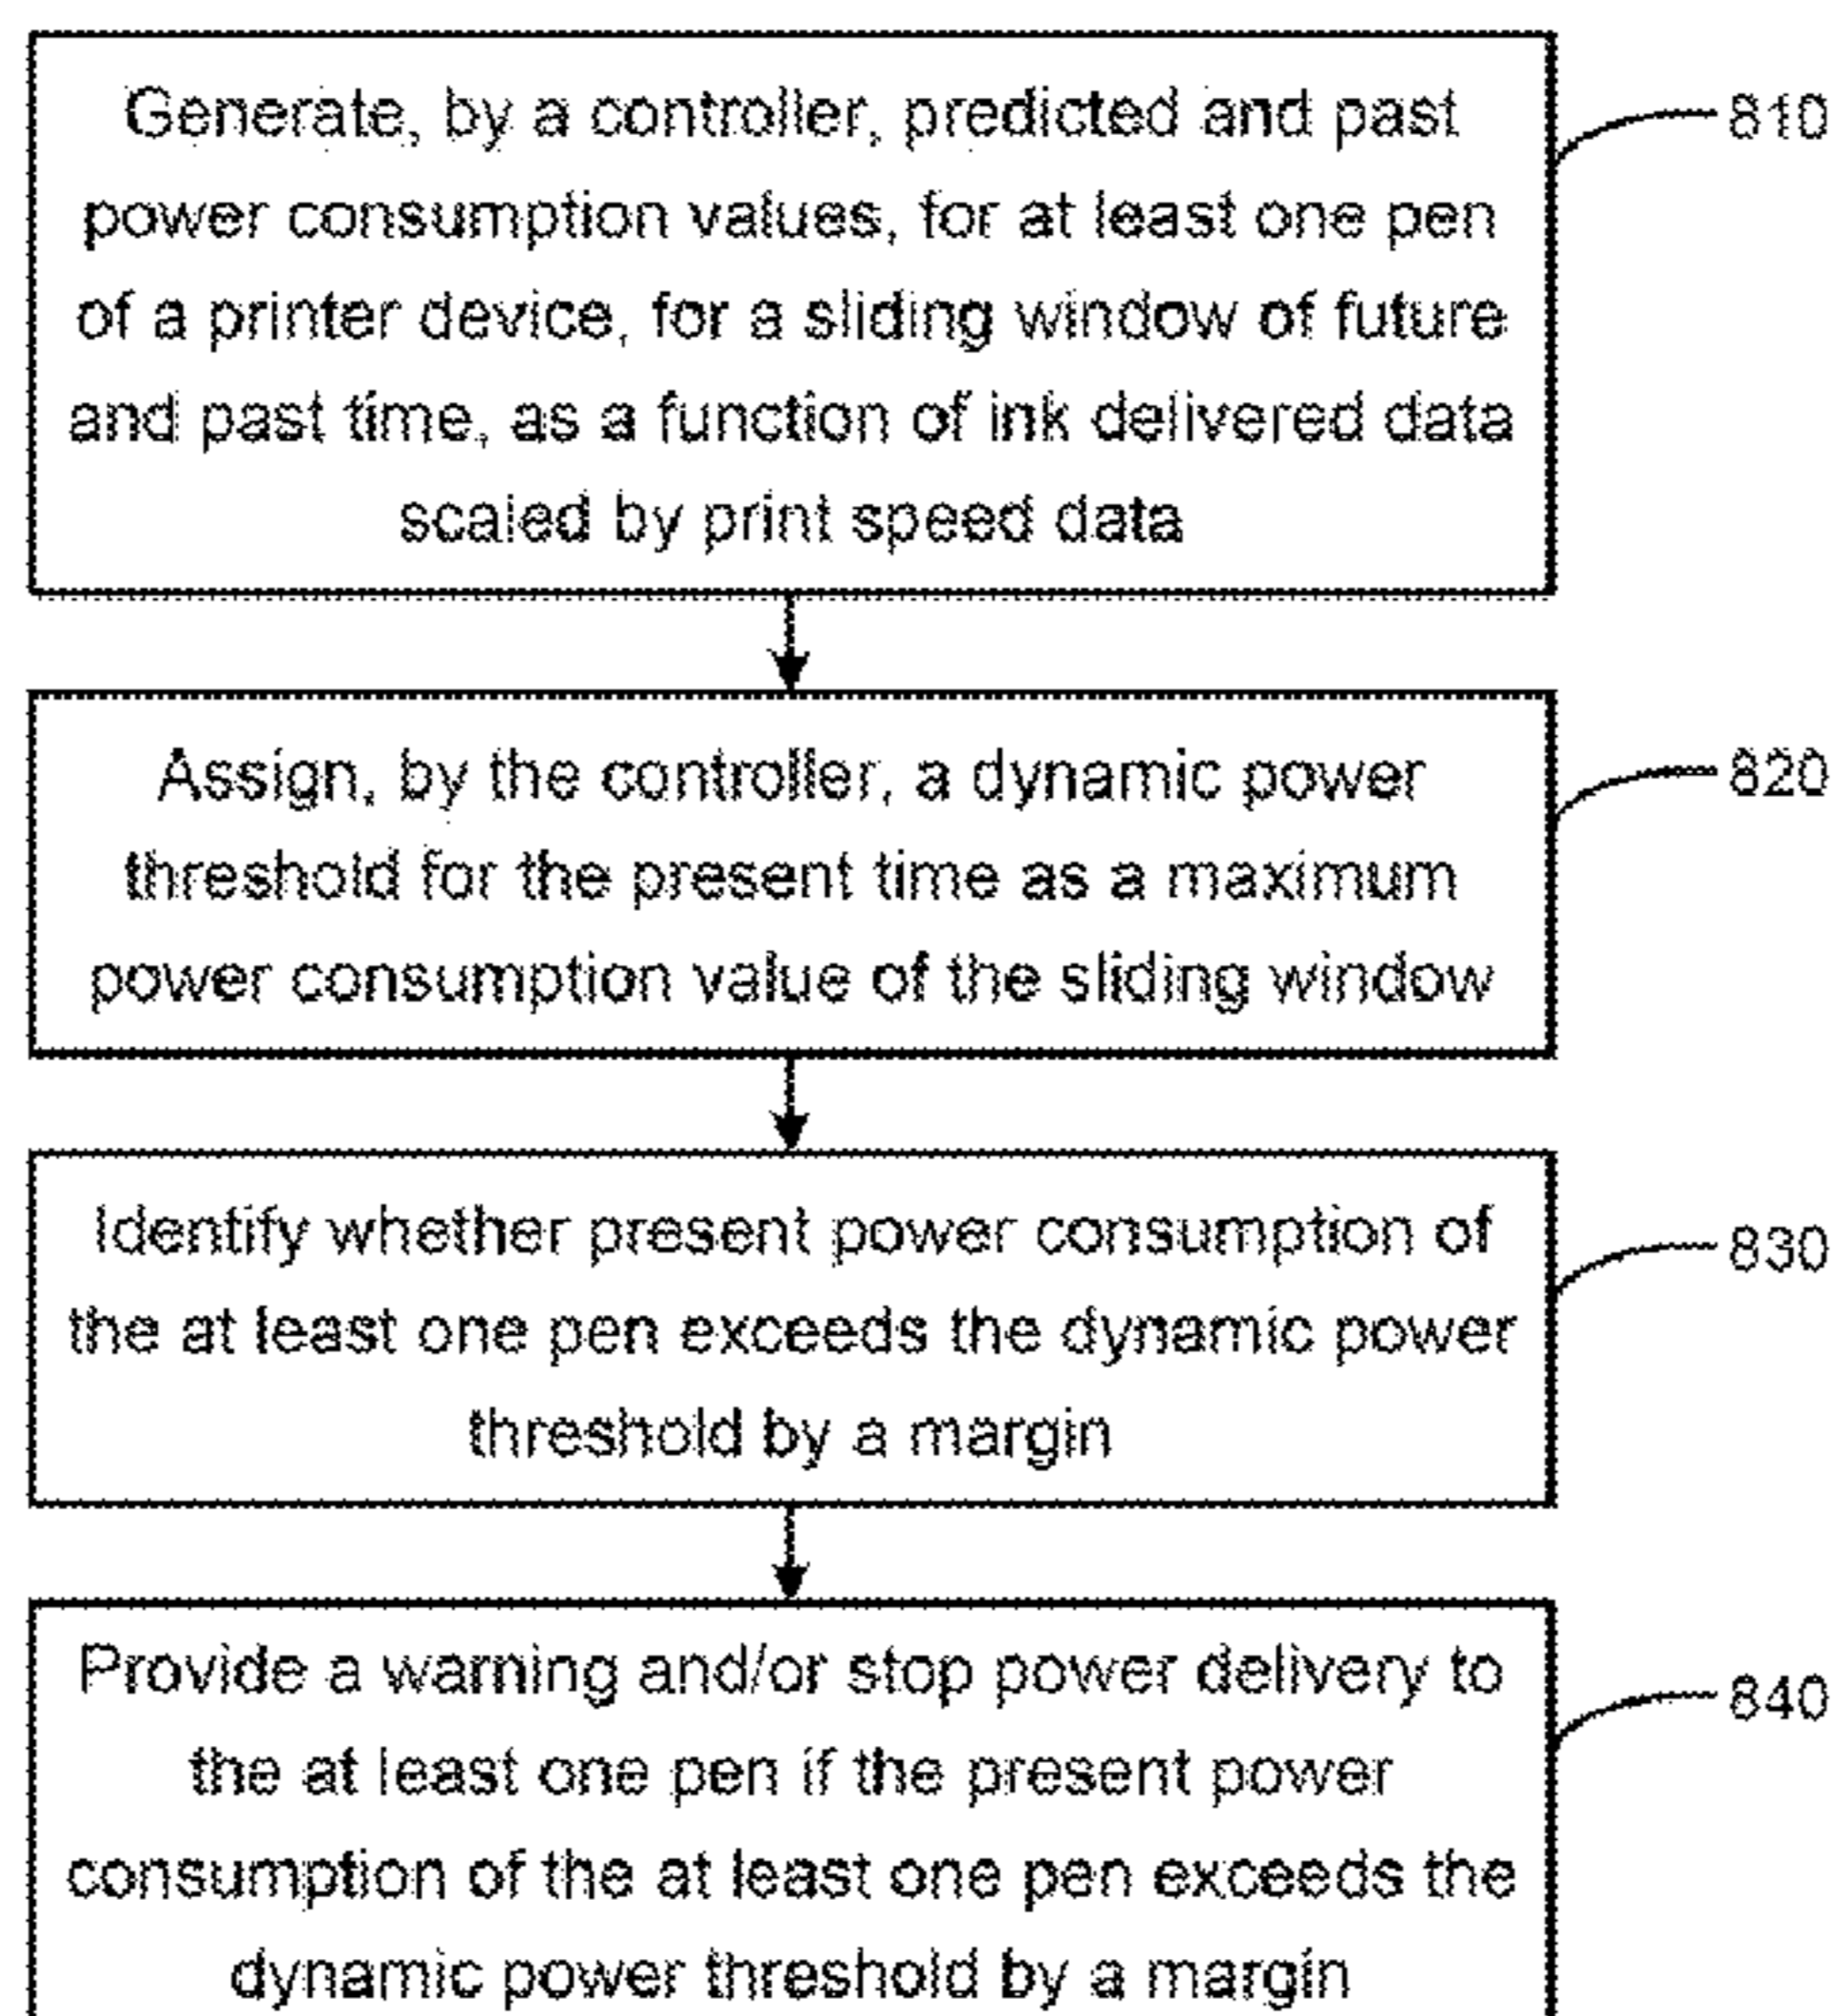 Generate, by a controller, predicted and past
power consumption values, for at least one pen
of a printer device, for a sliding window of future
and past time, as a function of ink delivered data
scaled by print speed data
810
Assign, by the controller, a dynamic power
threshold for the present time as a maximum
power consumption value of the sliding window
820
Identify whether present power consumption of
the at least one pen exceeds the dynamic power
threshold by a margin
830
Provide a warning and/or stop power delivery to
the at least one pen if the present power
consumption of the at least one pen exceeds the
dynamic power threshold by a margin
840